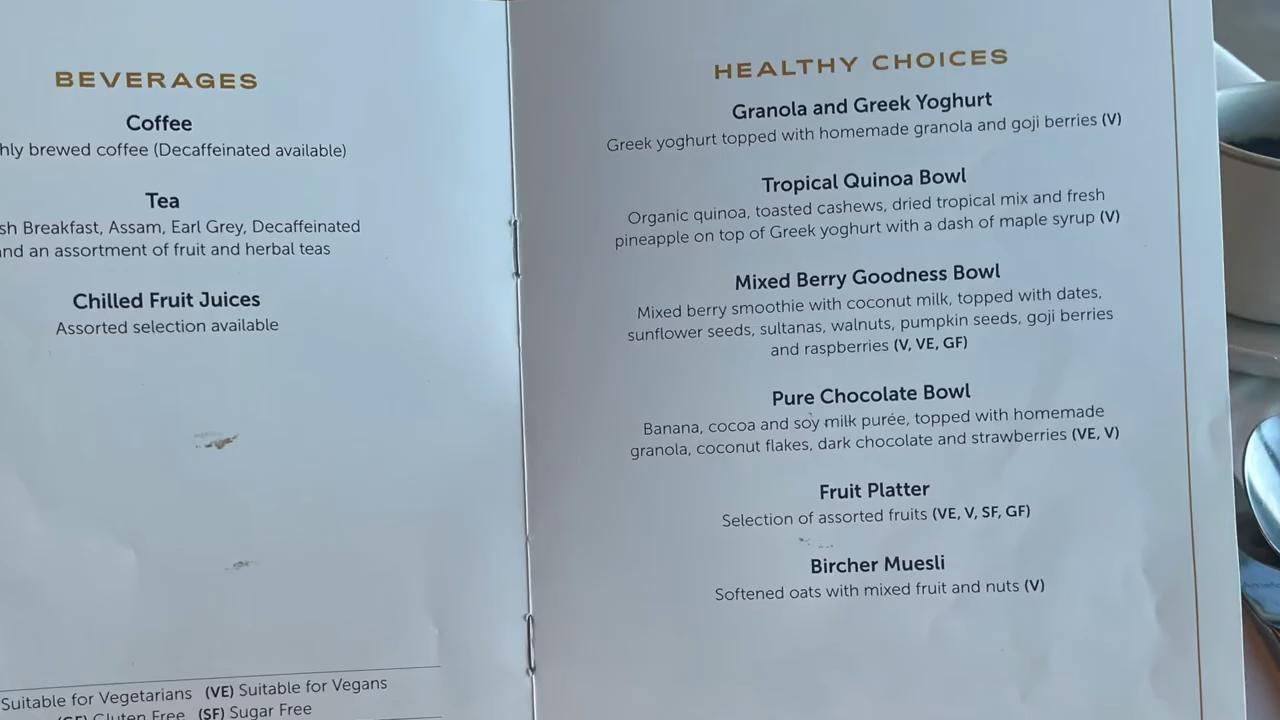 BEVERAGES
Coffee
hly brewed coffee (Decaffeinated available)
Tea
sh Breakfast, Assam, Earl Grey, Decaffeinated
nd an assortment of fruit and herbal teas
Chilled Fruit Juices
Assorted selection available
Suitable for Vegetarians (VE) Suitable for Vegans
(GF) Gluten Free (SF) Sugar Free
HEALTHY CHOICES
Granola and Greek Yoghurt
Greek yoghurt topped with homemade granola and goji berries (V)
Tropical Quinoa Bowl
Organic quinoa, toasted cashews, dried tropical mix and fresh
pineapple on top of Greek yoghurt with a dash of maple syrup (V)
Mixed Berry Goodness Bowl
Mixed berry smoothie with coconut milk, topped with dates,
sunflower seeds, sultanas, walnuts, pumpkin seeds, goji berries
and raspberries (V, VE, GF)
Pure Chocolate Bowl
Banana, cocoa and soy milk purée, topped with homemade
granola, coconut flakes, dark chocolate and strawberries (VE, V)
Fruit Platter
Selection of assorted fruits (VE, V, SF, GF)
Bircher Muesli
Softened oats with mixed fruit and nuts (V)